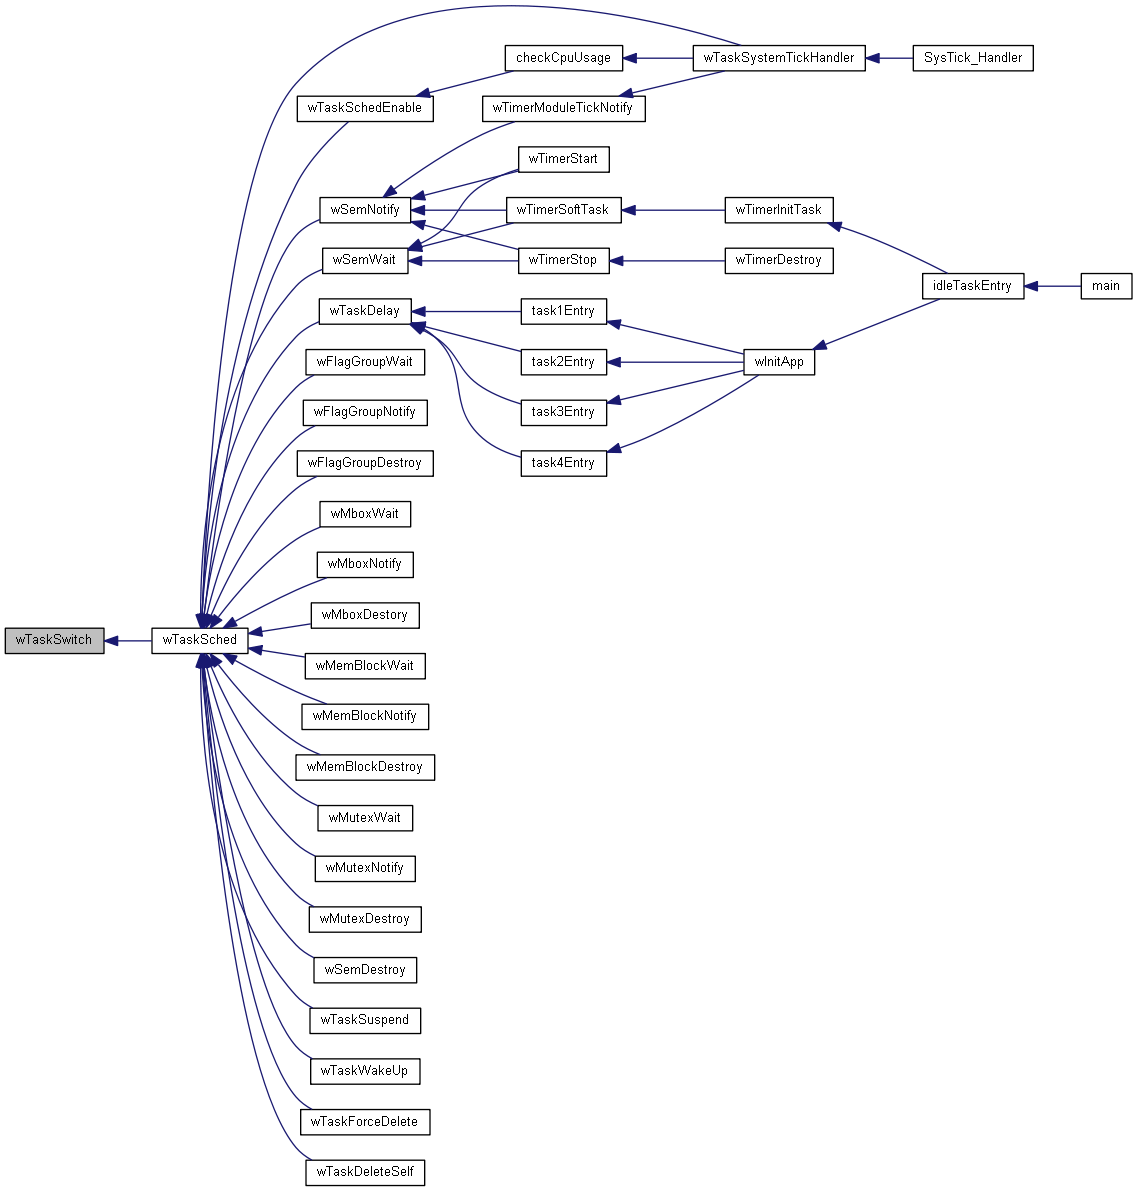 checkCpuUsage
wTaskSystemTickHandler
SysTick_Handler
wTaskSchedEnable
wTimerModuleTickNotify
wTimerStart
wSemNotify
wTimerSoftTask
wTimerInitTask
wSemWait
wTimerStop
wTimerDestroy
idleTaskEntry
main
wTaskDelay
task1Entry
wFlagGroupWait
task2Entry
wInitApp
wFlagGroupNotify
task3Entry
wFlagGroupDestroy
task4Entry
wMboxWait
wMboxNotify
wMboxDestory
wTaskSwitch
wTaskSched
wMemBlockWait
wMemBlockNotify
wMemBlockDestroy
wMutexWait
wMutexNotify
wMutexDestroy
wSemDestroy
wTaskSuspend
wTaskWakeUp
wTaskForceDelete
wTaskDeleteSelf